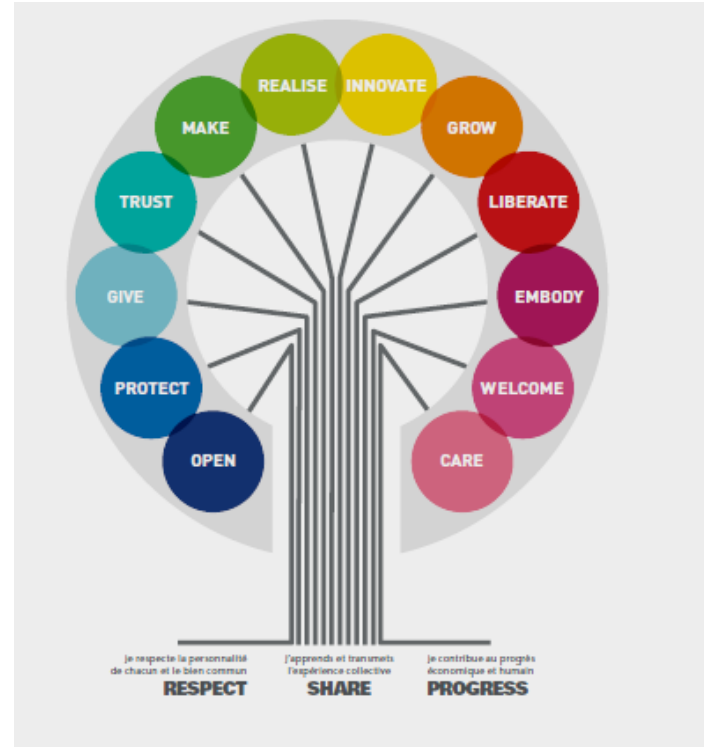 REALISE
INNOVATE
MAKE
GROW
TRUST
LIBERATE
GIVE
EMBODY
PROTECT
WELCOME
OPEN
CARE
je respecte la personnalité
de chacun et le bien commun
RESPECT
j'apprends et transmets
l'expérience collective
SHARE
je contribue au progrès
économique et humain
PROGRESS